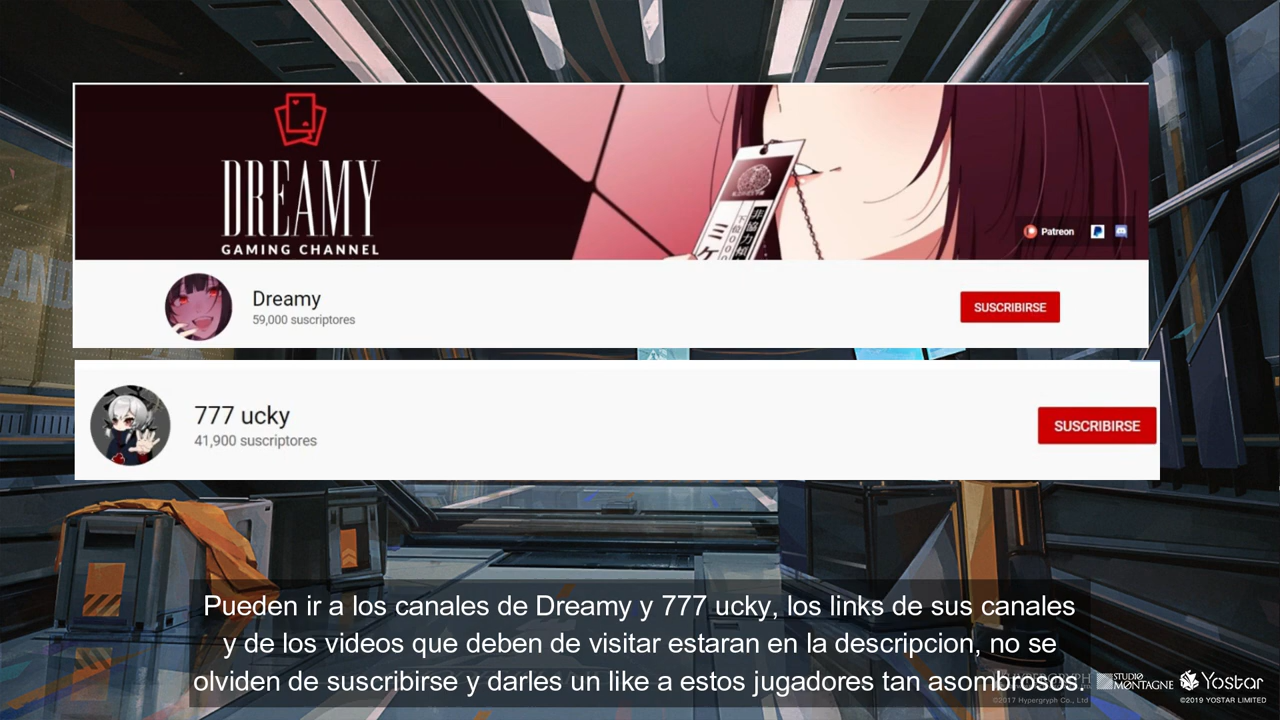 DREAMY
GAMING CHANNEL
Patreon
Dreamy
59,000 suscriptores
SUSCRIBIRSE
777 ucky
41,900 suscriptores
SUSCRIBIRSE
Pueden ir a los canales de Dreamy y 777 ucky, los links de sus canales
y de los videos que deben de visitar estaran en la descripcion, no se
olviden de suscribirse y darles un like a estos jugadores tan asombrosos.
HYPERGRYPH
STUDIO
MONTAGNE
Yostar
©2017 Hypergryph Co., Ltd
©2019 YOSTAR LIMITED